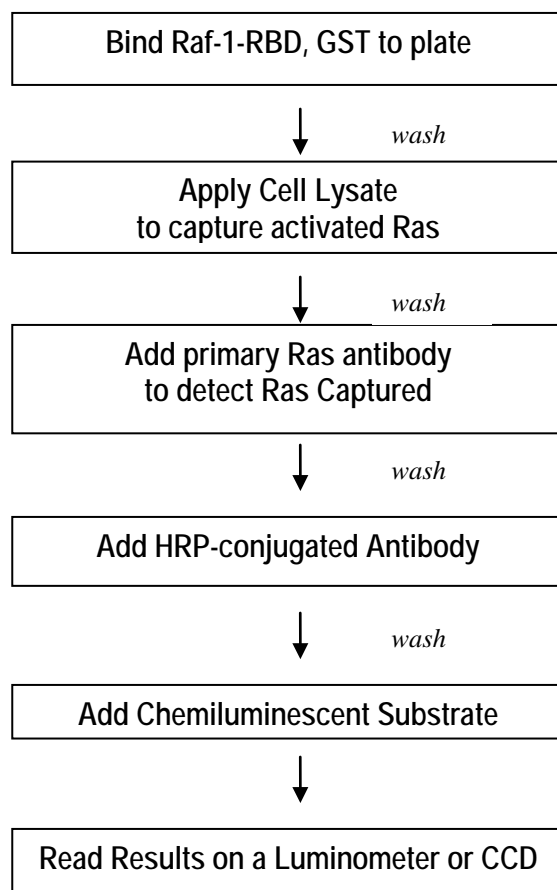 Bind Raf-1-RBD, GST to plate
wash
Apply Cell Lysate
to capture activated Ras
wash
Add primary Ras antibody
to detect Ras Captured
wash
Add HRP-conjugated Antibody
wash
Add Chemiluminescent Substrate
Read Results on a Luminometer or CCD